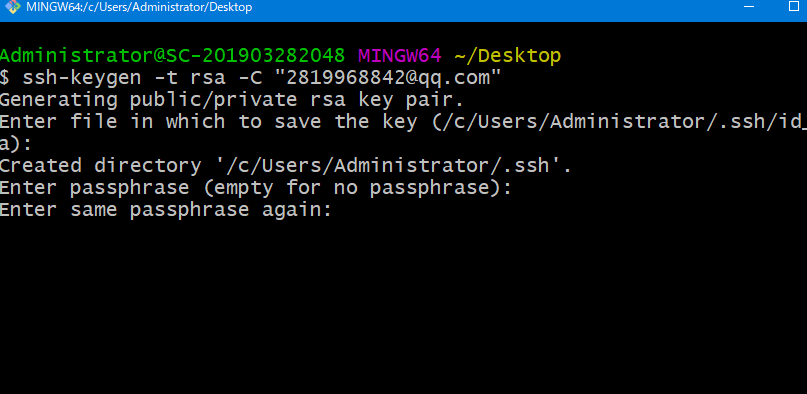 MINGW64:/c/Users/Administrator/Desktop
Administrator@SC-201903282048 MINGW64 ~/Desktop
$ ssh-keygen -t rsa -C "2819968842@qq.com"
Generating public/private rsa key pair.
Enter file in which to save the key (/c/Users/Administrator/.ssh/id_
a):
Created directory '/c/Users/Administrator/.ssh'.
Enter passphrase (empty for no passphrase):
Enter same passphrase again: